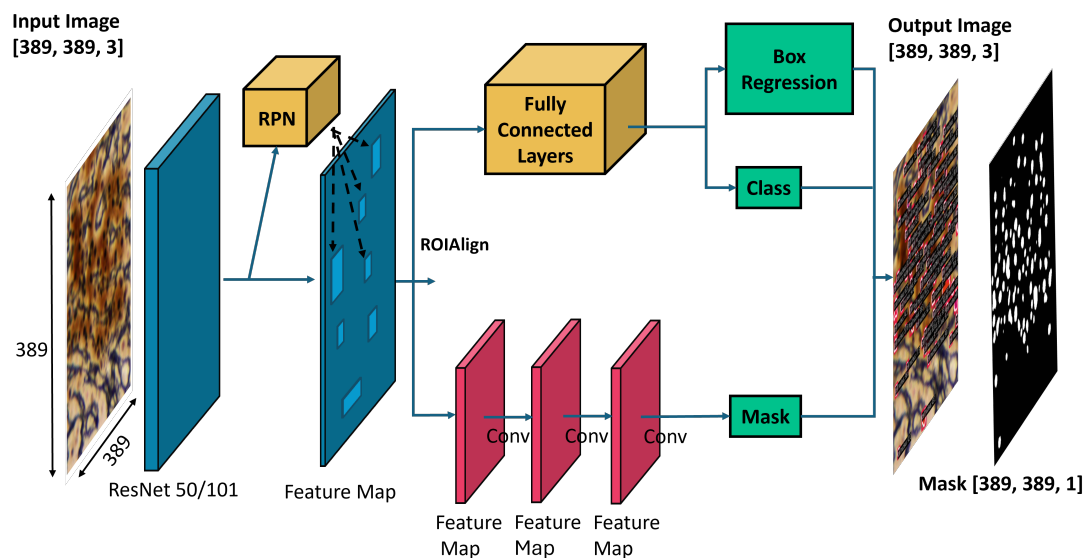 Input Image
[389, 389, 3]
389
389
ResNet 50/101
RPN
Feature Map
ROIAlign
Fully
Connected
Layers
Box
Regression
Class
Conv
Conv
Conv
Mask
Feature
Map
Feature
Map
Feature
Map
Output Image
[389, 389, 3]
Mask [389, 389, 1]